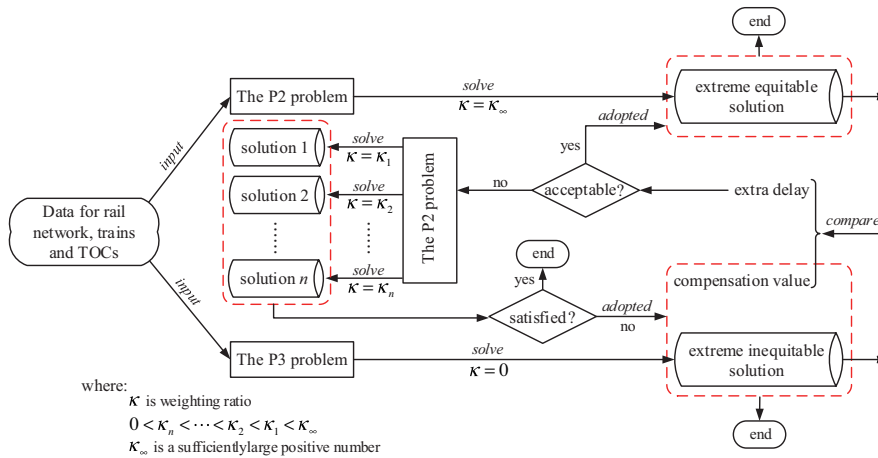 end
The P2 problem
solve
κ = κ∞
extreme equitable
solution
input
adopted
yes
solution 1
solve
κ = κ1
solution 2
solve
κ = κ2
The P2 problem
no
acceptable?
extra delay
compare
Data for rail
network, trains
and TOCs
......
......
solution n
solve
κ = κn
end
yes
compensation value
satisfied?
adopted
no
input
The P3 problem
solve
κ = 0
extreme inequitable
solution
where:
κ is weighting ratio
0 < κn < ⋯ < κ2 < κ1 < κ∞
κ∞ is a sufficientlylarge positive number
end